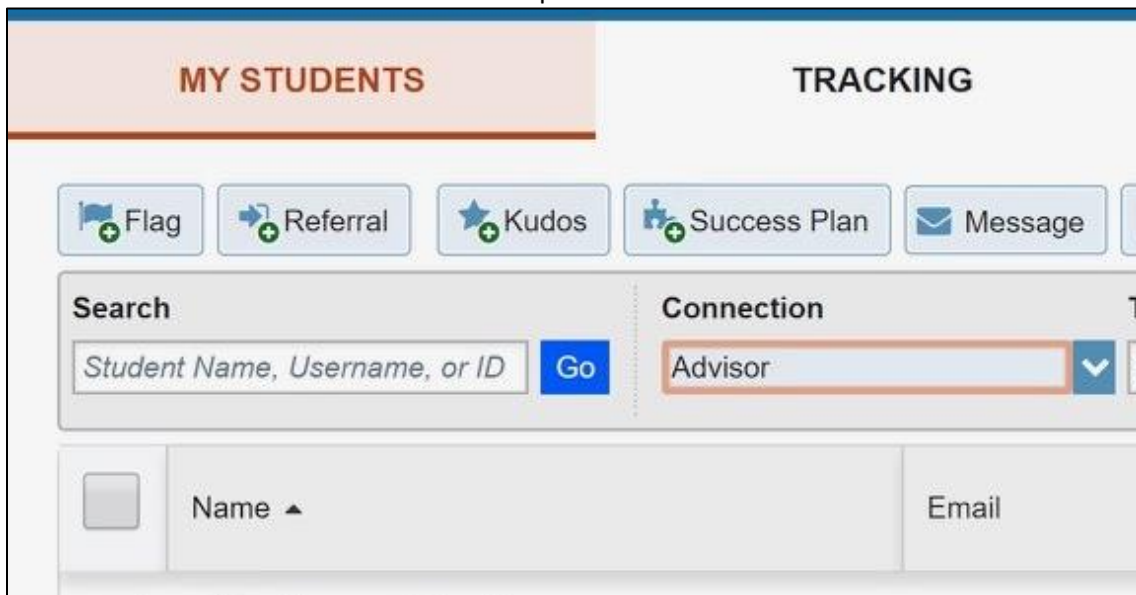 MY STUDENTS TRACKING
Flag Referral Kudos Success Plan Message
Search Connection
Student Name, Username, or ID Go Advisor
Name Email